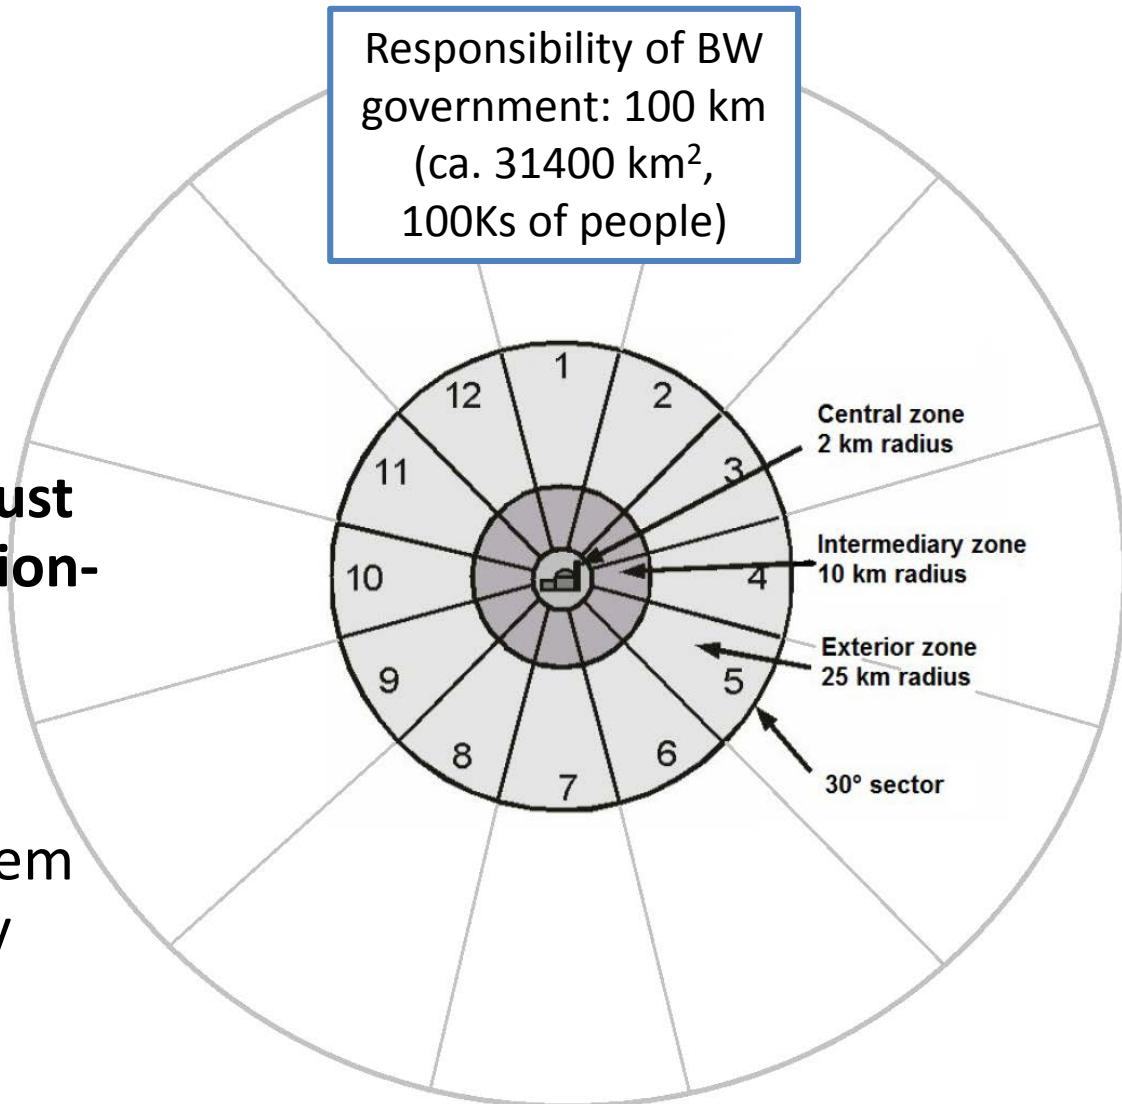 Responsibility of BW
government: 100 km
(ca. 31400 km²,
100Ks of people)
1
12
2
Central zone
2 km radius
11
3
ust
ion-
Intermediary zone
10 km radius
10
4
Exterior zone
25 km radius
9
5
8
6
7
30° sector
em
y